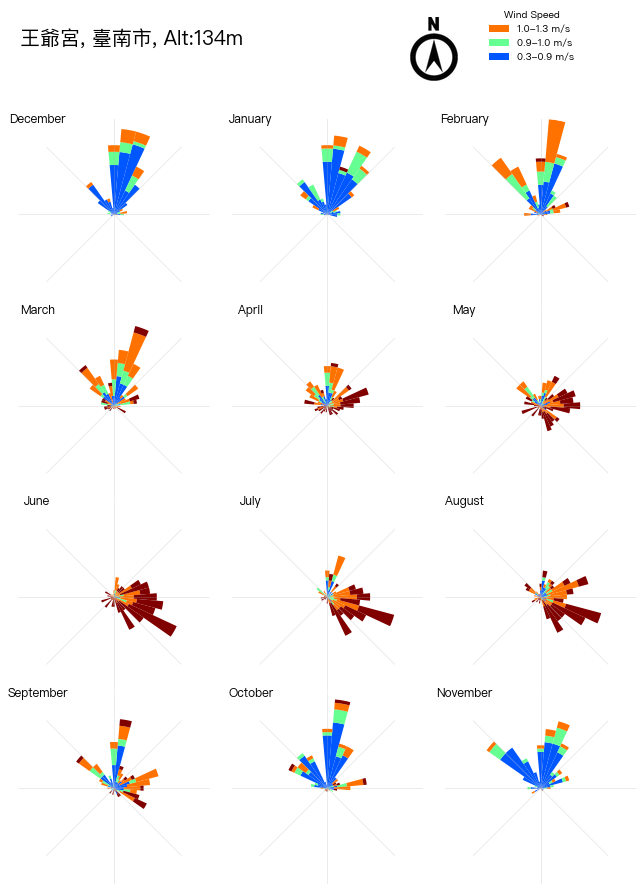 王爺宮, 臺南市, Alt:134m
N
Wind Speed
1.0–1.3 m/s
0.9–1.0 m/s
0.3–0.9 m/s
December
January
February
March
April
May
June
July
August
September
October
November